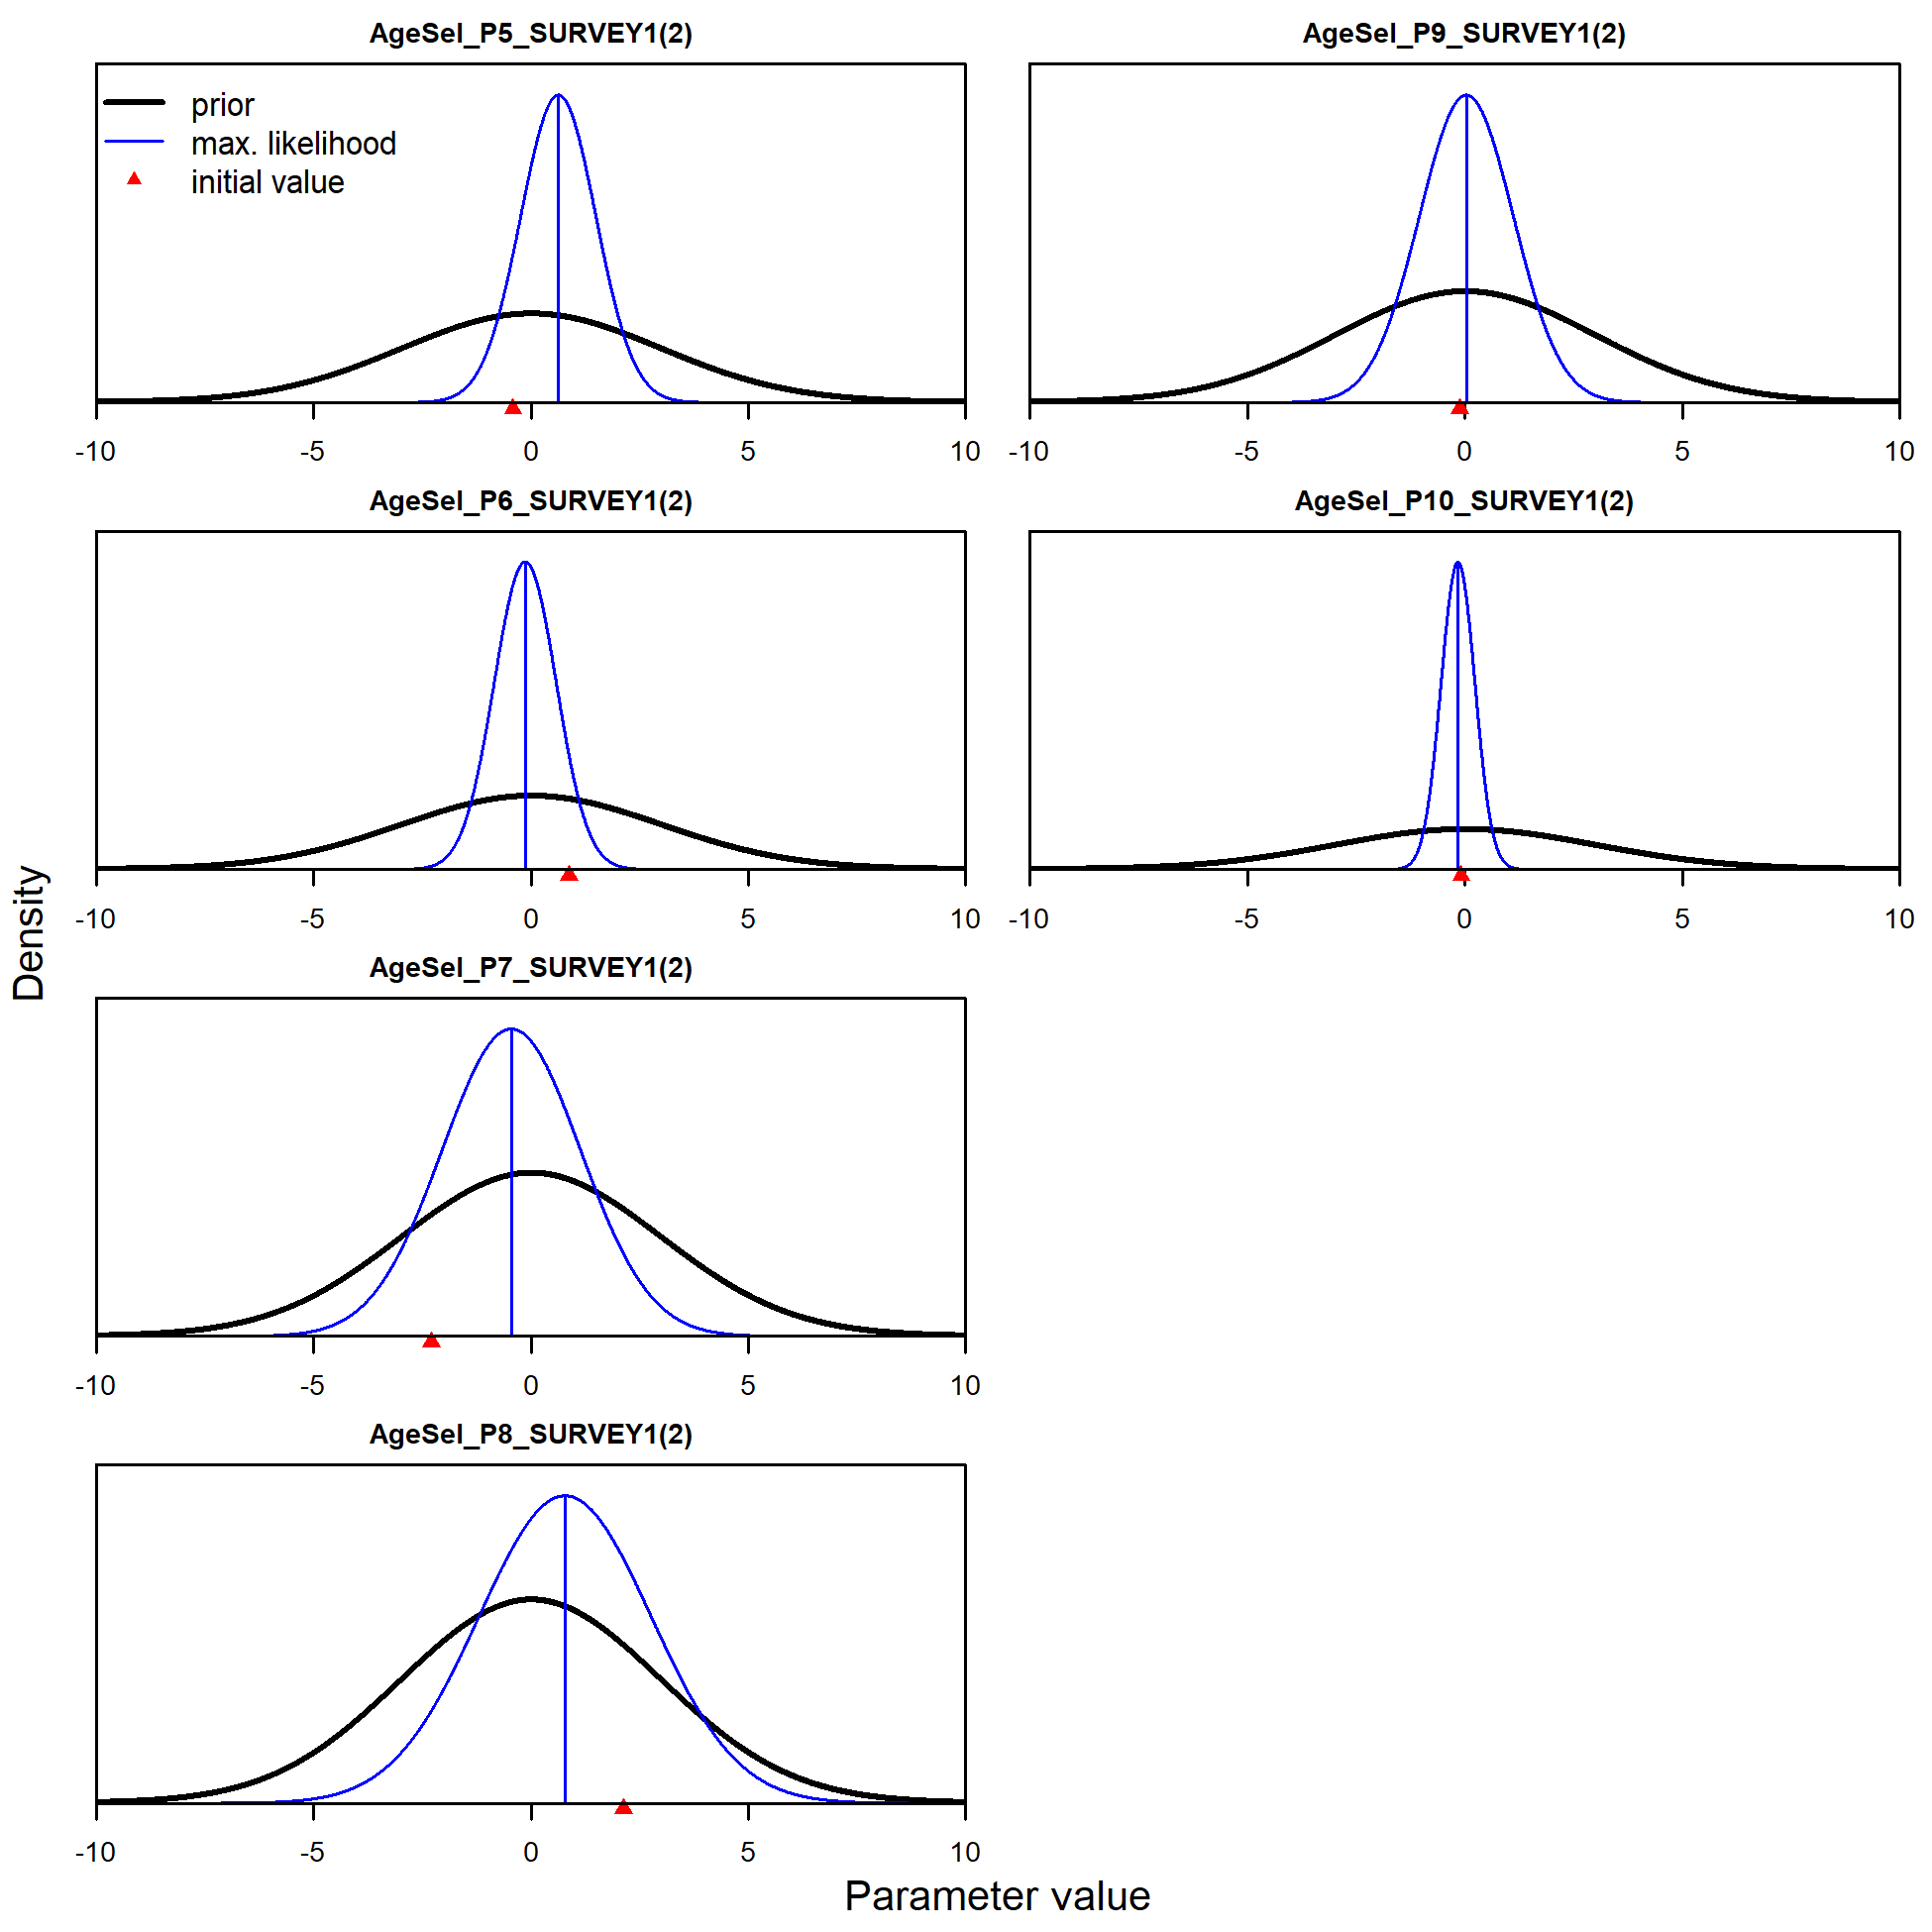 AgeSel_P5_SURVEY1(2)
prior
max. likelihood
initial value
-10 -5 0 5 10
AgeSel_P9_SURVEY1(2)
-10 -5 0 5 10
AgeSel_P6_SURVEY1(2)
-10 -5 0 5 10
AgeSel_P10_SURVEY1(2)
-10 -5 0 5 10
AgeSel_P7_SURVEY1(2)
-10 -5 0 5 10
AgeSel_P8_SURVEY1(2)
-10 -5 0 5 10
Density
Parameter value